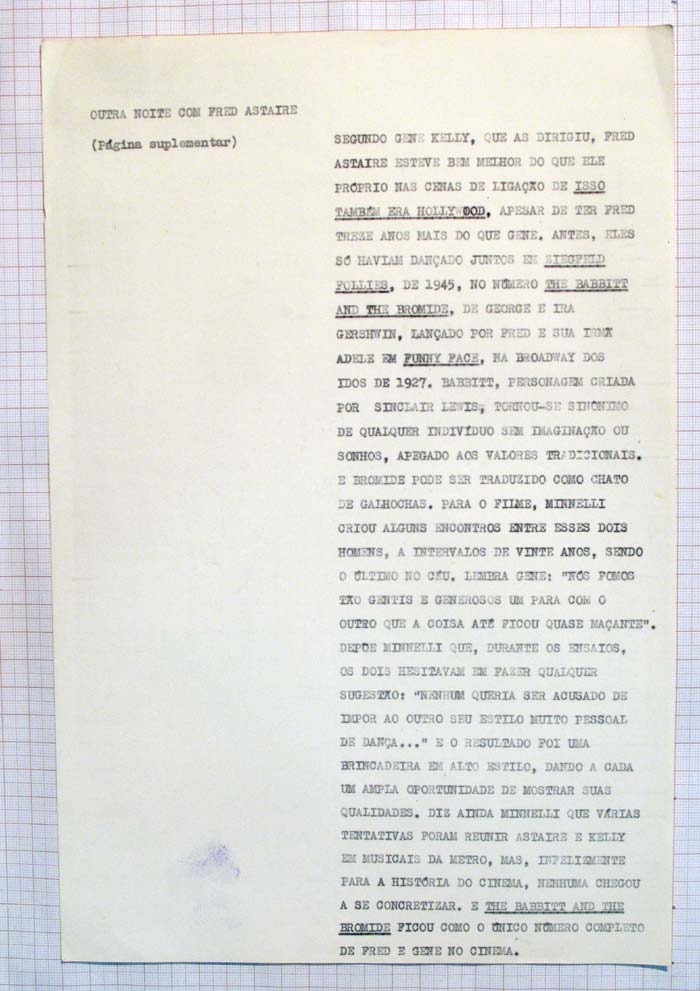 OUTRA NOITE COM FRED ASTAIRE
(Página suplementar)
SEGUNDO GENE KELLY, QUE AS DIRIGIU, FRED
ASTAIRE ESTEVE BEM MELHOR DO QUE ELE
PRÓPRIO NAS CENAS DE LIGAÇÃO DE ISSO
TAMBÉM ERA HOLLYWOOD, APESAR DE TER FRED
TREZE ANOS MAIS DO QUE GENE. ANTES, ELES
SÓ HAVIAM DANÇADO JUNTOS EM ZIEGFELD
FOLLIES, DE 1945, NO NÚMERO THE BABBITT
AND THE BROMIDE, DE GEORGE E IRA
GERSHWIN, LANÇADO POR FRED E SUA IRMÃ
ADELE EM FUNNY FACE, NA BROADWAY DOS
IDOS DE 1927. BABBITT, PERSONAGEM CRIADA
POR SINCLAIR LEWIS, TORNOU-SE SINÔNIMO
DE QUALQUER INDIVÍDUO SEM IMAGINAÇÃO OU
SONHOS, APEGADO AOS VALORES TRADICIONAIS.
E BROMIDE PODE SER TRADUZIDO COMO CHATO
DE GALHOCHAS. PARA O FILME, MINNELLI
CRIOU ALGUNS ENCONTROS ENTRE ESSES DOIS
HOMENS, A INTERVALOS DE VINTE ANOS, SENDO
O ÚLTIMO NO CÉU. LEMBRA GENE: "NÓS FOMOS
TÃO GENTIS E GENEROSOS UM PARA COM O
OUTRO QUE A COISA ATÉ FICOU QUASE MAÇANTE".
DEPÕE MINNELLI QUE, DURANTE OS ENSAIOS,
OS DOIS HESITAVAM EM FAZER QUALQUER
SUGESTÃO: "NENHUM QUERIA SER ACUSADO DE
IMPOR AO OUTRO SEU ESTILO MUITO PESSOAL
DE DANÇA..." E O RESULTADO FOI UMA
BRINCADEIRA EM ALTO ESTILO, DANDO A CADA
UM AMPLA OPORTUNIDADE DE MOSTRAR SUAS
QUALIDADES. DIZ AINDA MINNELLI QUE VÁRIAS
TENTATIVAS FORAM REUNIR ASTAIRE E KELLY
EM MUSICAIS DA METRO, MAS, INFELIZMENTE
PARA A HISTÓRIA DO CINEMA, NENHUMA CHEGOU
A SE CONCRETIZAR. E THE BABBITT AND THE
BROMIDE FICOU COMO O ÚNICO NÚMERO COMPLETO
DE FRED E GENE NO CINEMA.